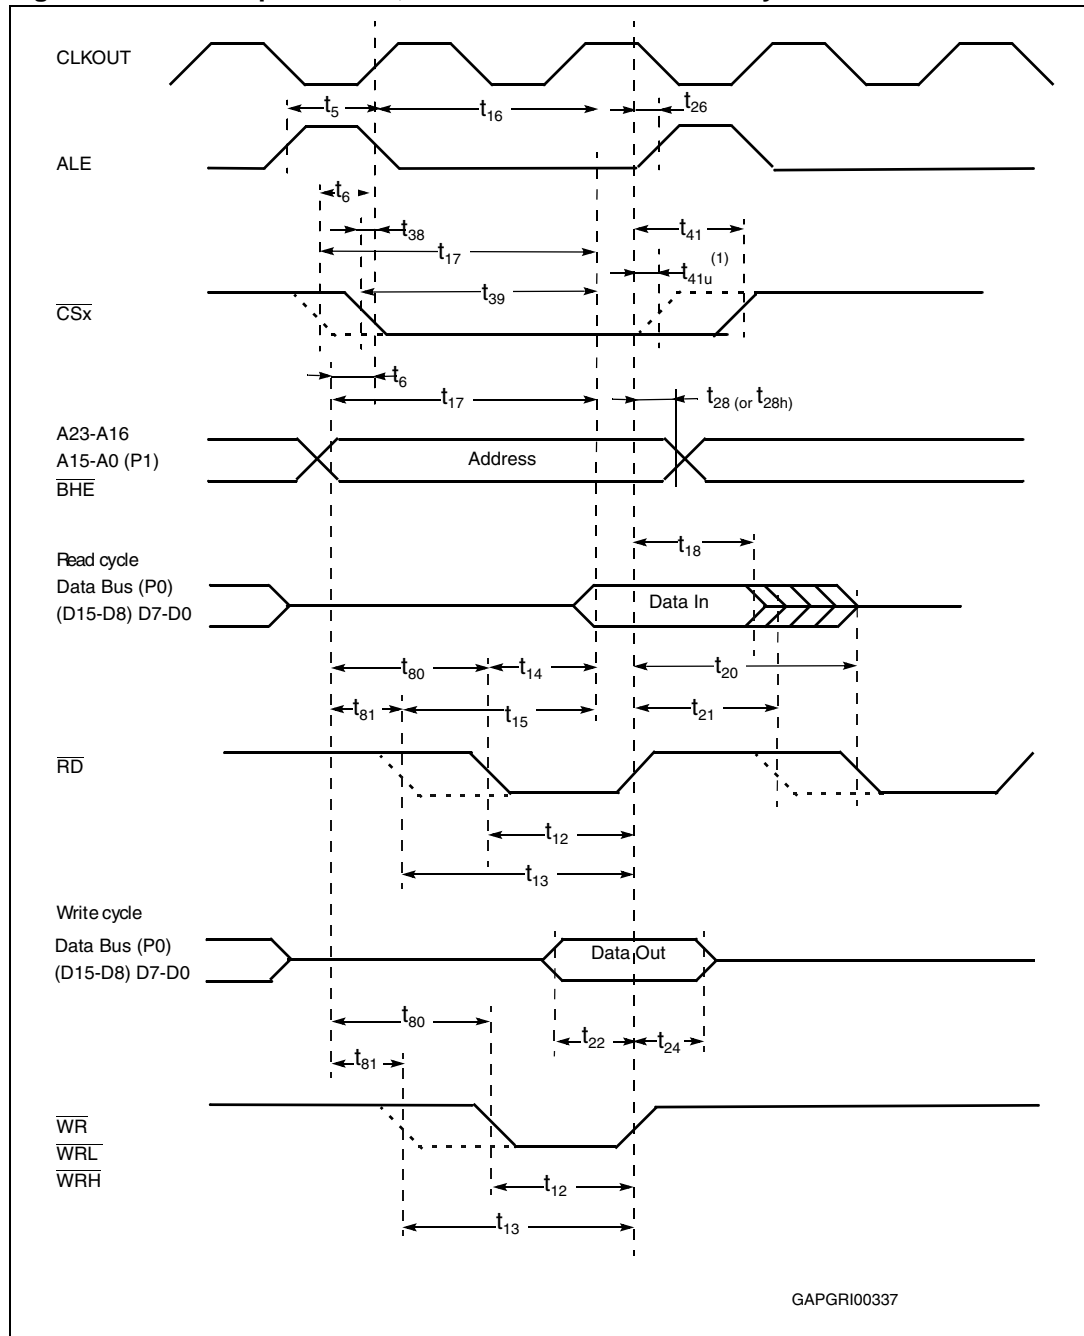 CLKOUT
t5
t16
t26
ALE
t6
t38
t41
t17
t41u (1)
t39
CSx
t6
t17
t28 (or t28h)
A23-A16
A15-A0 (P1)
Address
BHE
t18
Read cycle
Data Bus (P0)
Data In
(D15-D8) D7-D0
t80
t14
t20
t81
t15
t21
RD
t12
t13
Write cycle
Data Bus (P0)
Data Out
(D15-D8) D7-D0
t80
t22
t24
t81
WR
WRL
WRH
t12
t13
GAPGRI00337